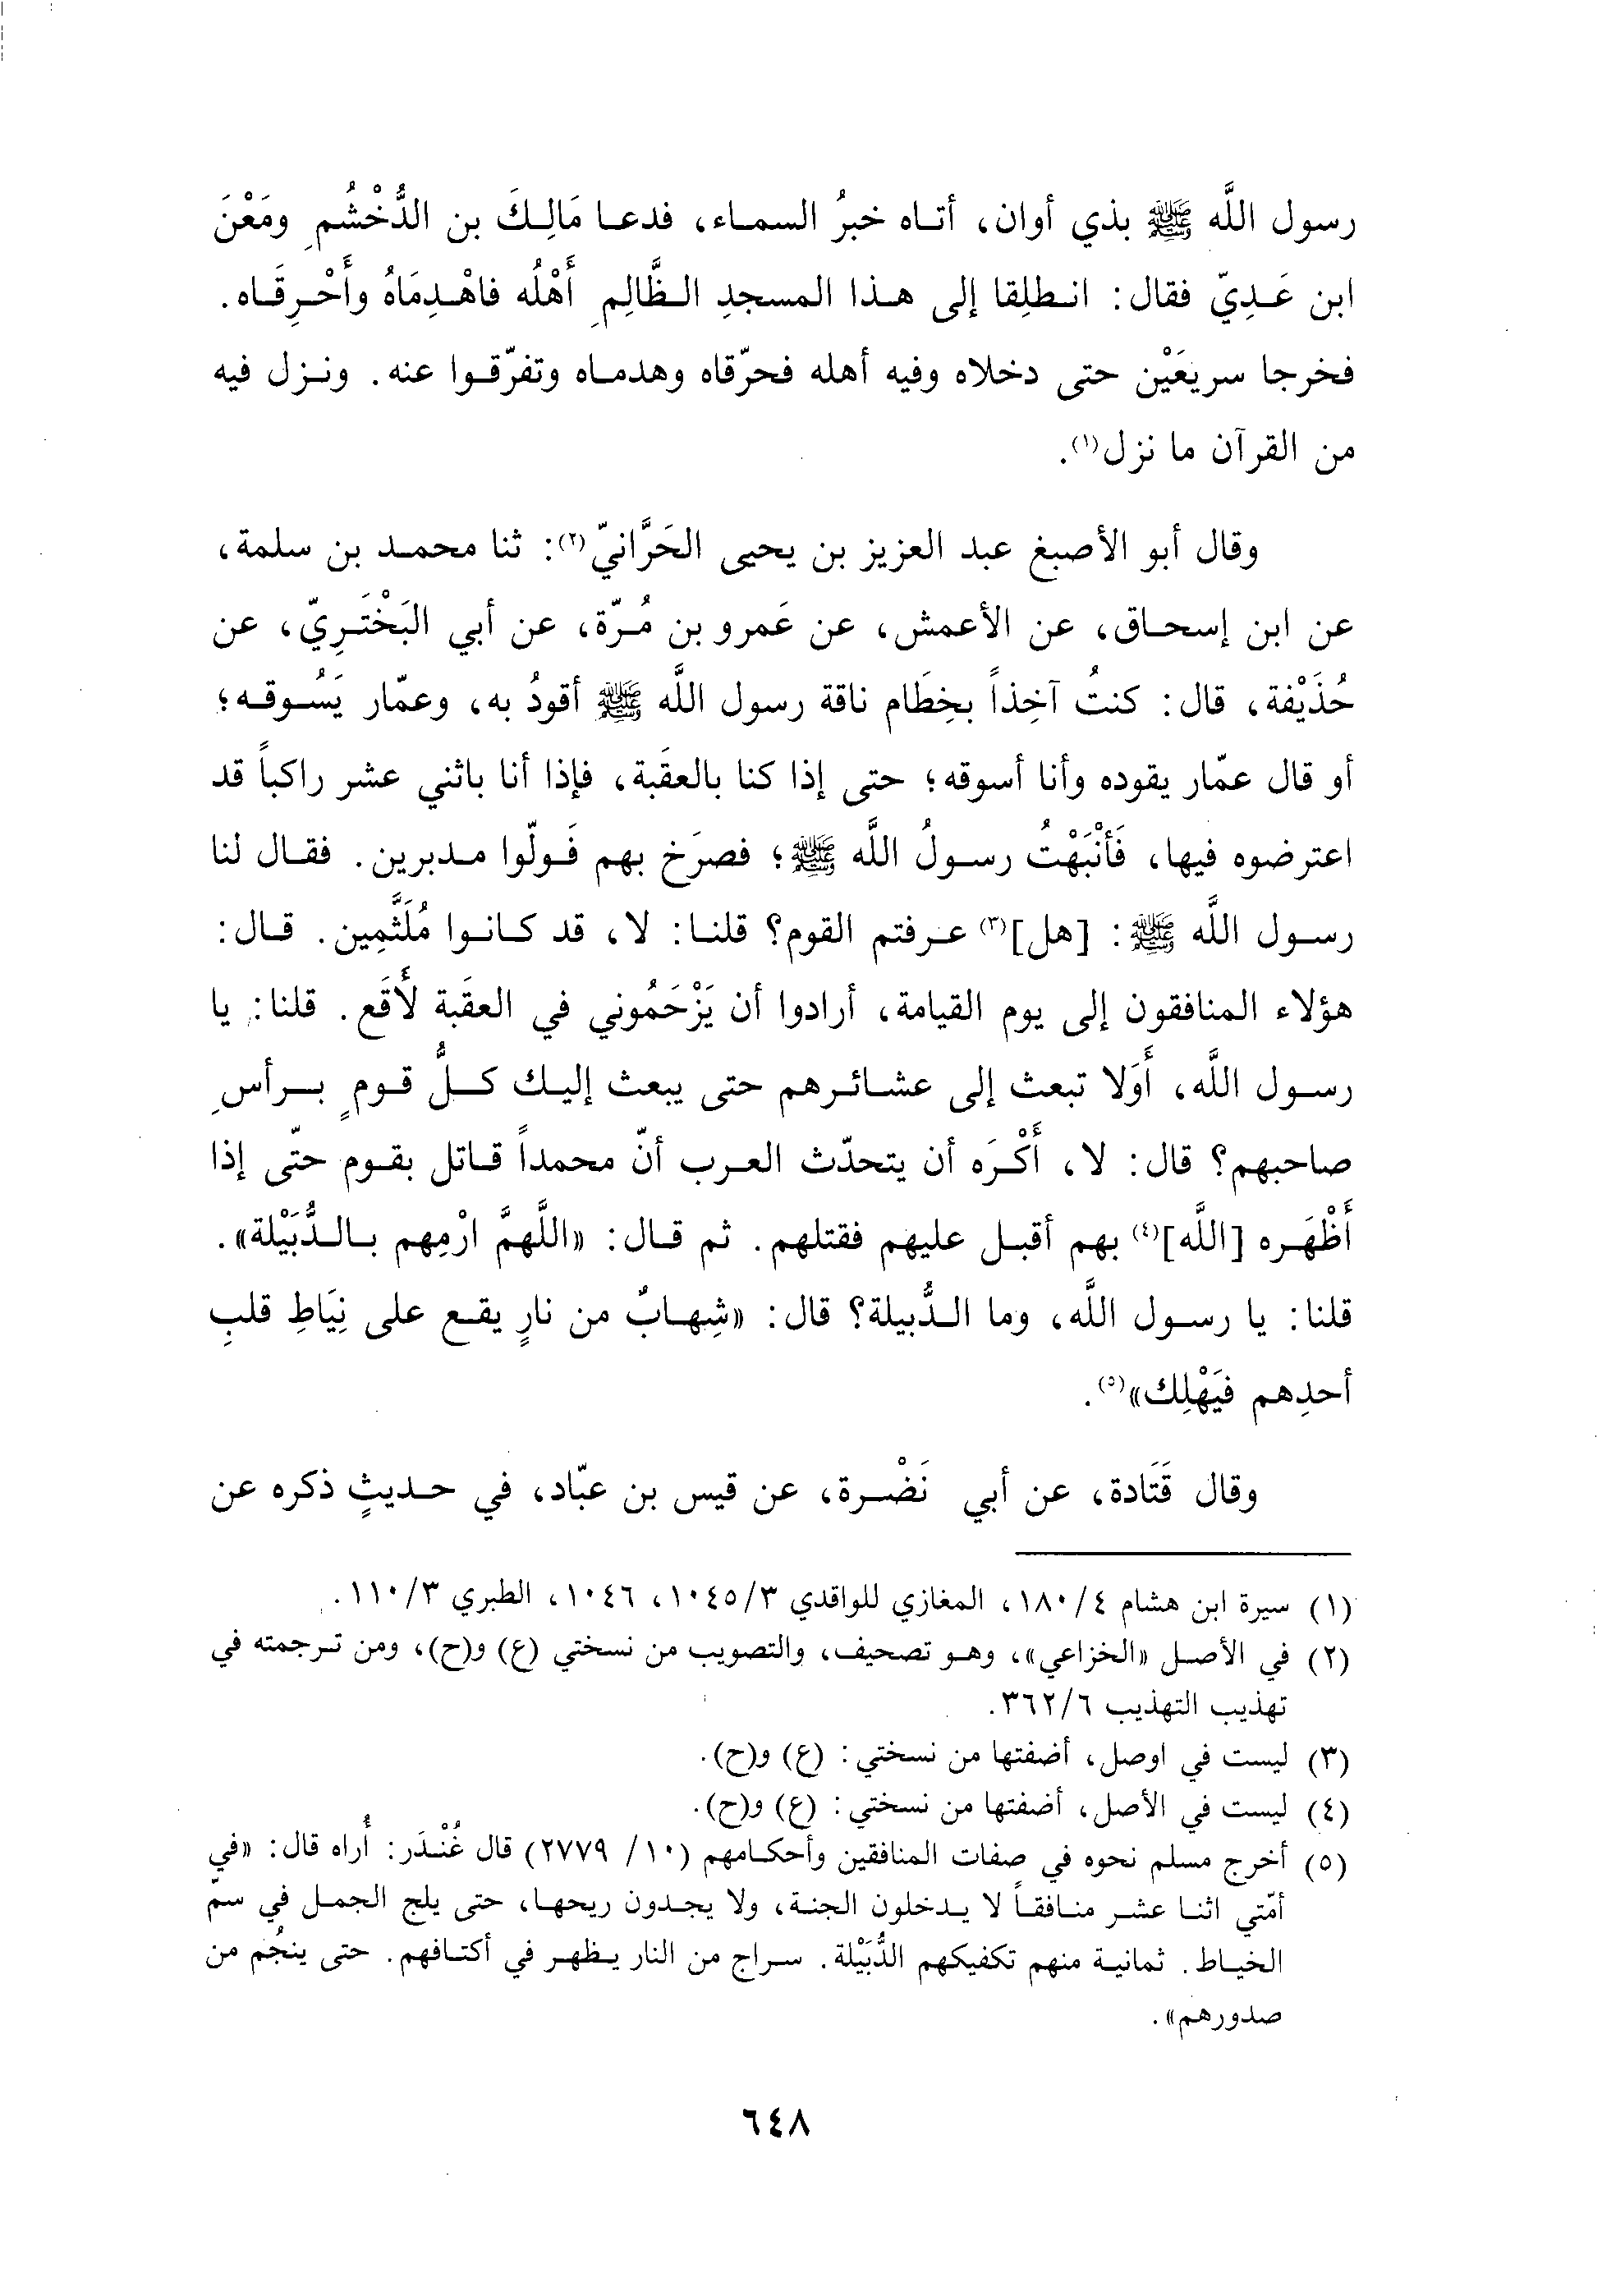 رسول اللَّه ﷺ بذي أوان، أتاه خبرُ السماء، فدعا مَالِكَ بن الدُّخْشُمِ ومَعْنَ
ابن عَدِيّ فقال: انطلِقا إلى هذا المسجدِ الظَّالِمِ أَهْلُه فاهْدِمَاهُ وأَحْرِقَاه.
فخرجا سريعَيْن حتى دخلاه وفيه أهله فحرّقاه وهدماه وتفرّقوا عنه. ونزل فيه
من القرآن ما نزل(١).
وقال أبو الأصبغ عبد العزيز بن يحيى الحَرَّانيّ(٢): ثنا محمد بن سلمة،
عن ابن إسحاق، عن الأعمش، عن عَمرو بن مُرّة، عن أبي البَخْتَرِيّ، عن
حُذَيْفة، قال: كنتُ آخِذاً بخِطَام ناقة رسول اللَّه ﷺ أقودُ به، وعمّار يَسُوقه؛
أو قال عمّار يقوده وأنا أسوقه؛ حتى إذا كنا بالعقَبة، فإذا أنا باثني عشر راكباً قد
اعترضوه فيها، فَأَنْبَهْتُ رسولُ اللَّه ﷺ؛ فصرَخ بهم فَولّوا مدبرين. فقال لنا
رسول اللَّه ﷺ: [هل](٣) عرفتم القوم؟ قلنا: لا، قد كانوا مُلَثَّمِين. قال:
هؤلاء المنافقون إلى يوم القيامة، أرادوا أن يَزْحَمُوني في العقَبة لأَقَع. قلنا: يا
رسول اللَّه، أَوَلا تبعث إلى عشائرهم حتى يبعث إليك كلُّ قومٍ برأسِ
صاحبهم؟ قال: لا، أَكْرَه أن يتحدّث العرب أنّ محمداً قاتل بقوم حتّى إذا
أَظْهَره [اللَّه](٤) بهم أقبل عليهم فقتلهم. ثم قال: «اللَّهمَّ ارْمِهم بالدُّبَيْلة».
قلنا: يا رسول اللَّه، وما الدُّبيلة؟ قال: «شِهابٌ من نارٍ يقع على نِيَاطِ قلبِ
أحدِهم فيَهْلِك»(٥).
وقال قَتَادة، عن أبي نَضْرة، عن قيس بن عبّاد، في حديثٍ ذكره عن
(١) سيرة ابن هشام ٤/ ١٨٠، المغازي للواقدي ٣/ ١٠٤٥، ١٠٤٦، الطبري ٣/ ١١٠.
(٢) في الأصل «الخزاعي»، وهو تصحيف، والتصويب من نسختي (ع) و(ح)، ومن ترجمته في
تهذيب التهذيب ٦/ ٣٦٢.
(٣) ليست في اوصل، أضفتها من نسختي: (ع) و(ح).
(٤) ليست في الأصل، أضفتها من نسختي: (ع) و(ح).
(٥) أخرج مسلم نحوه في صفات المنافقين وأحكامهم (١٠/ ٢٧٧٩) قال غُنْدَر: أُراه قال: «في
أمّتي اثنا عشر منافقاً لا يدخلون الجنة، ولا يجدون ريحها، حتى يلج الجمل في سمّ
الخياط. ثمانية منهم تكفيكهم الدُّبَيْلة. سراج من النار يظهر في أكتافهم. حتى ينجُم من
صدورهم».
٦٤٨